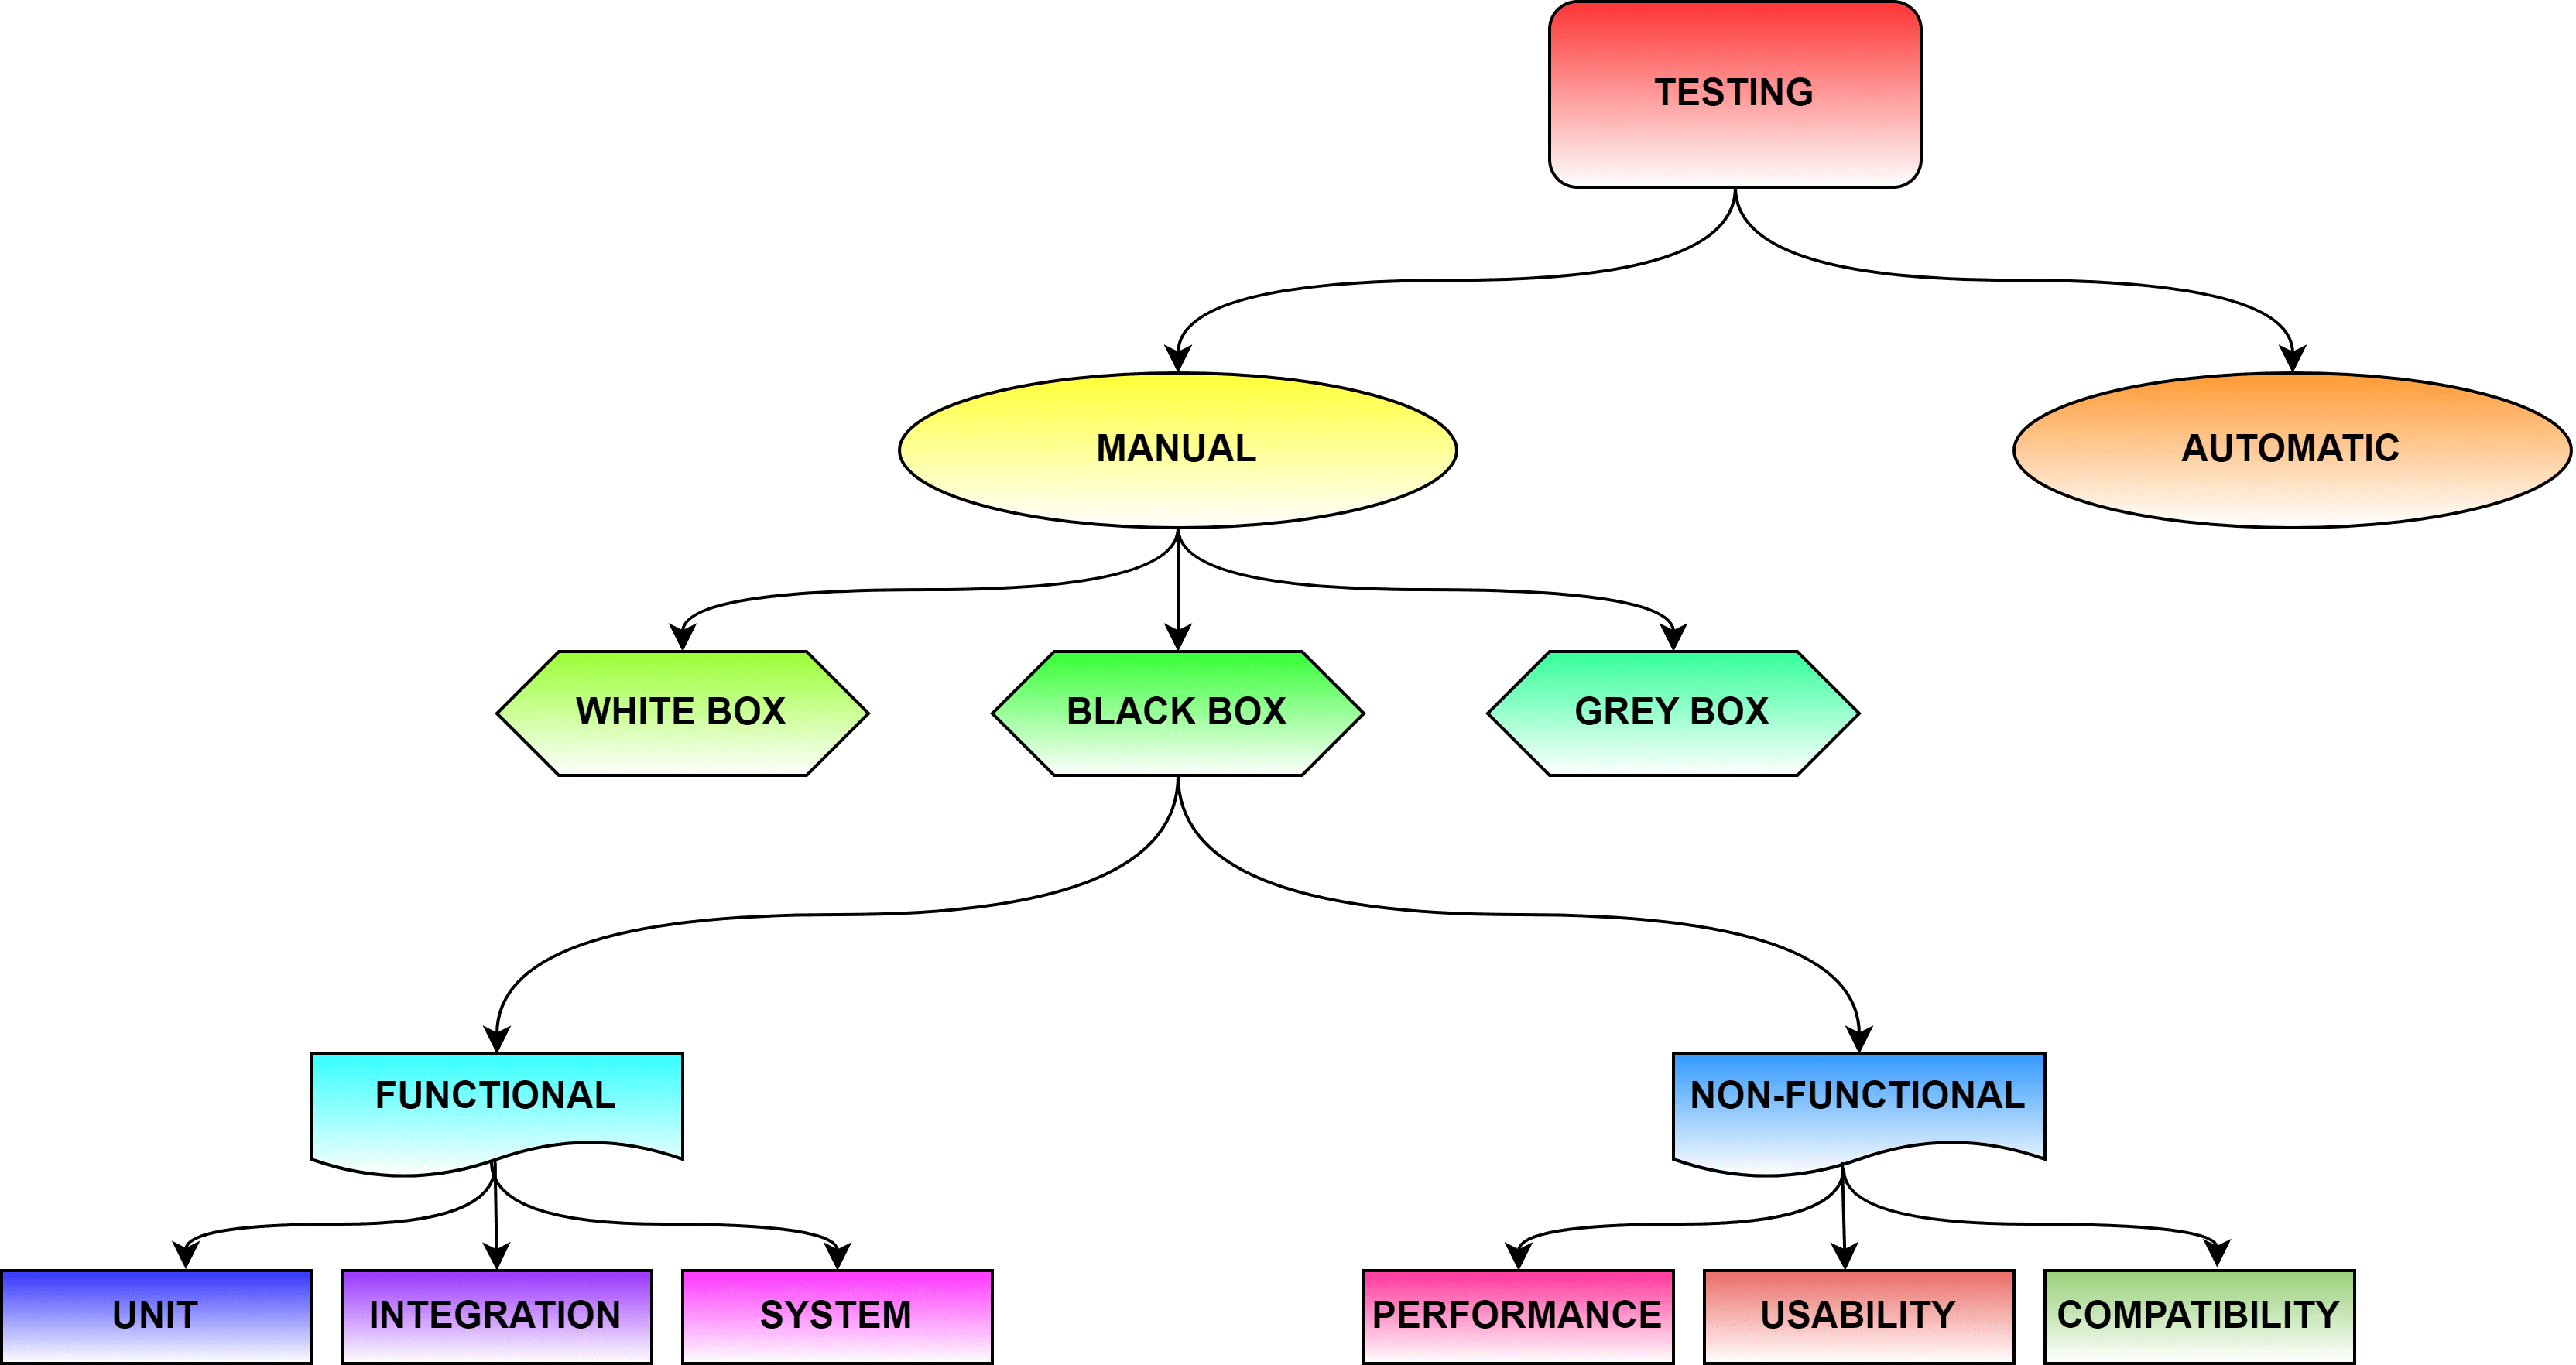 TESTING
MANUAL
AUTOMATIC
WHITE BOX
BLACK BOX
GREY BOX
FUNCTIONAL
NON-FUNCTIONAL
UNIT
INTEGRATION
SYSTEM
PERFORMANCE
USABILITY
COMPATIBILITY